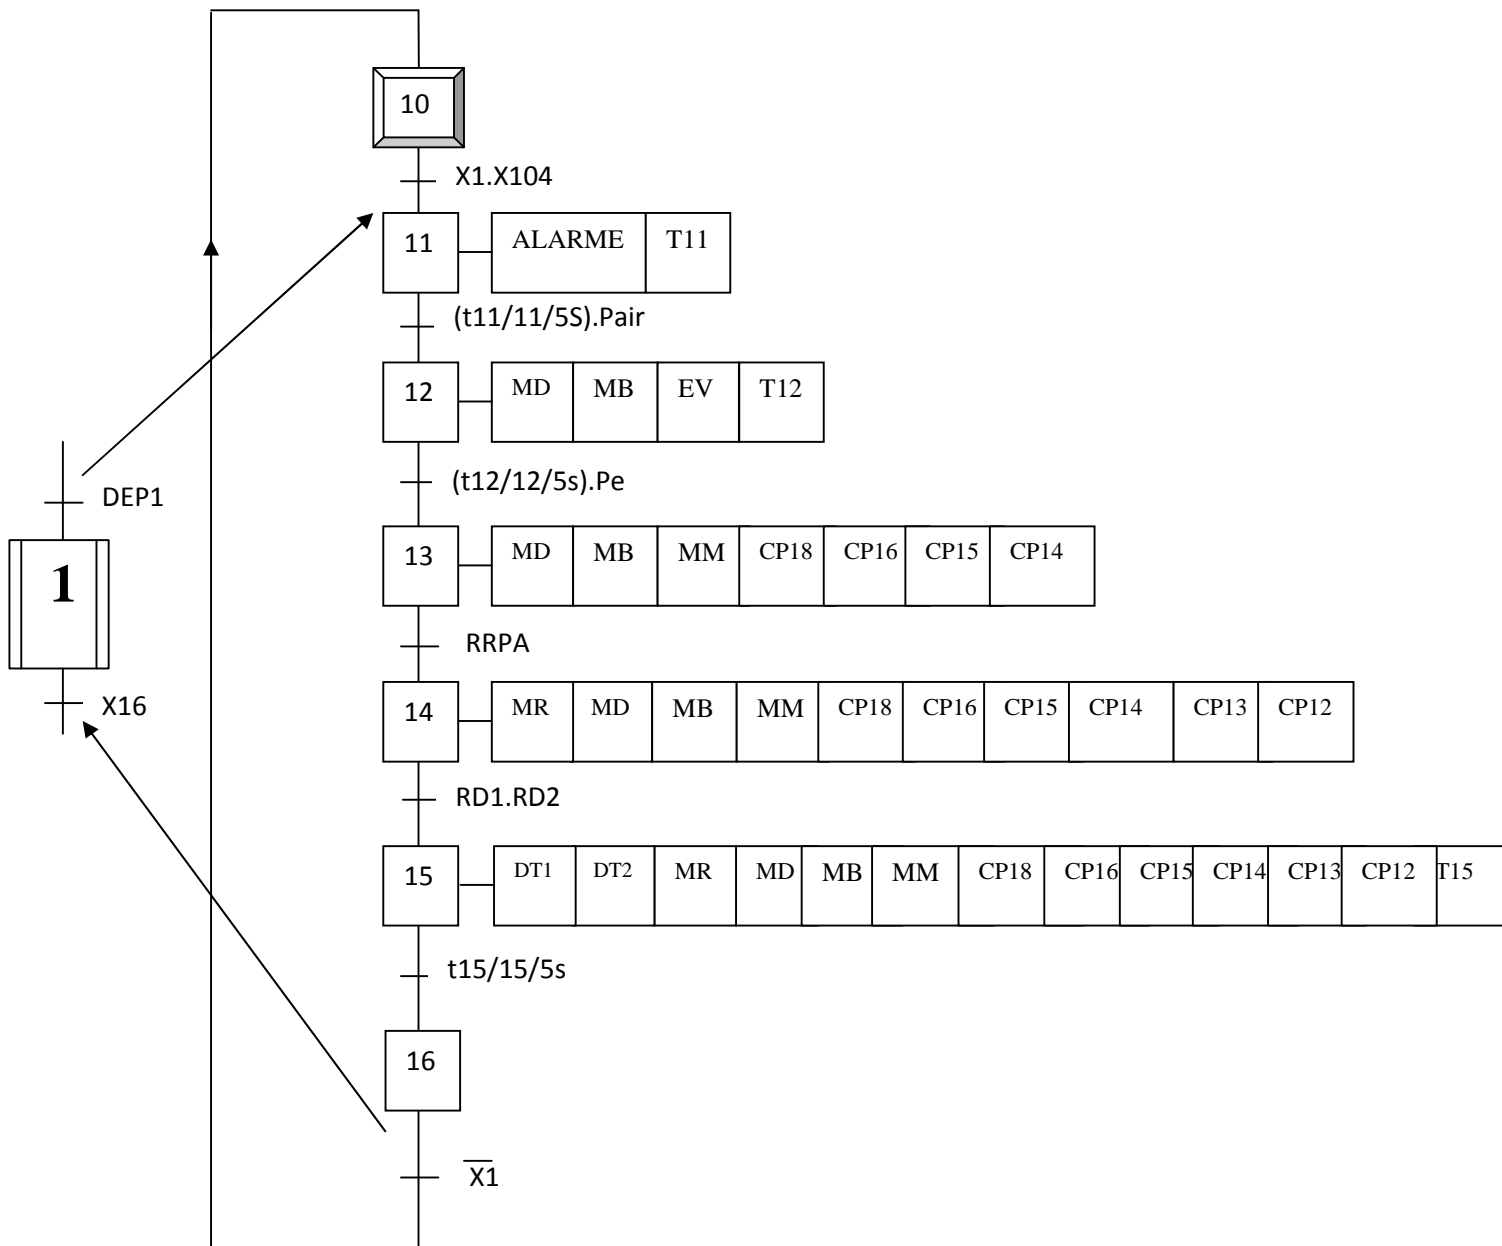 10
X1.X104
11 ALARME T11
(t11/11/5S).Pair
12 MD MB EV T12
(t12/12/5s).Pe
DEP1
13 MD MB MM CP18 CP16 CP15 CP14
1
RRPA
X16
14 MR MD MB MM CP18 CP16 CP15 CP14 CP13 CP12
RD1.RD2
15 DT1 DT2 MR MD MB MM CP18 CP16 CP15 CP14 CP13 CP12 T15
t15/15/5s
16
X̅1̅